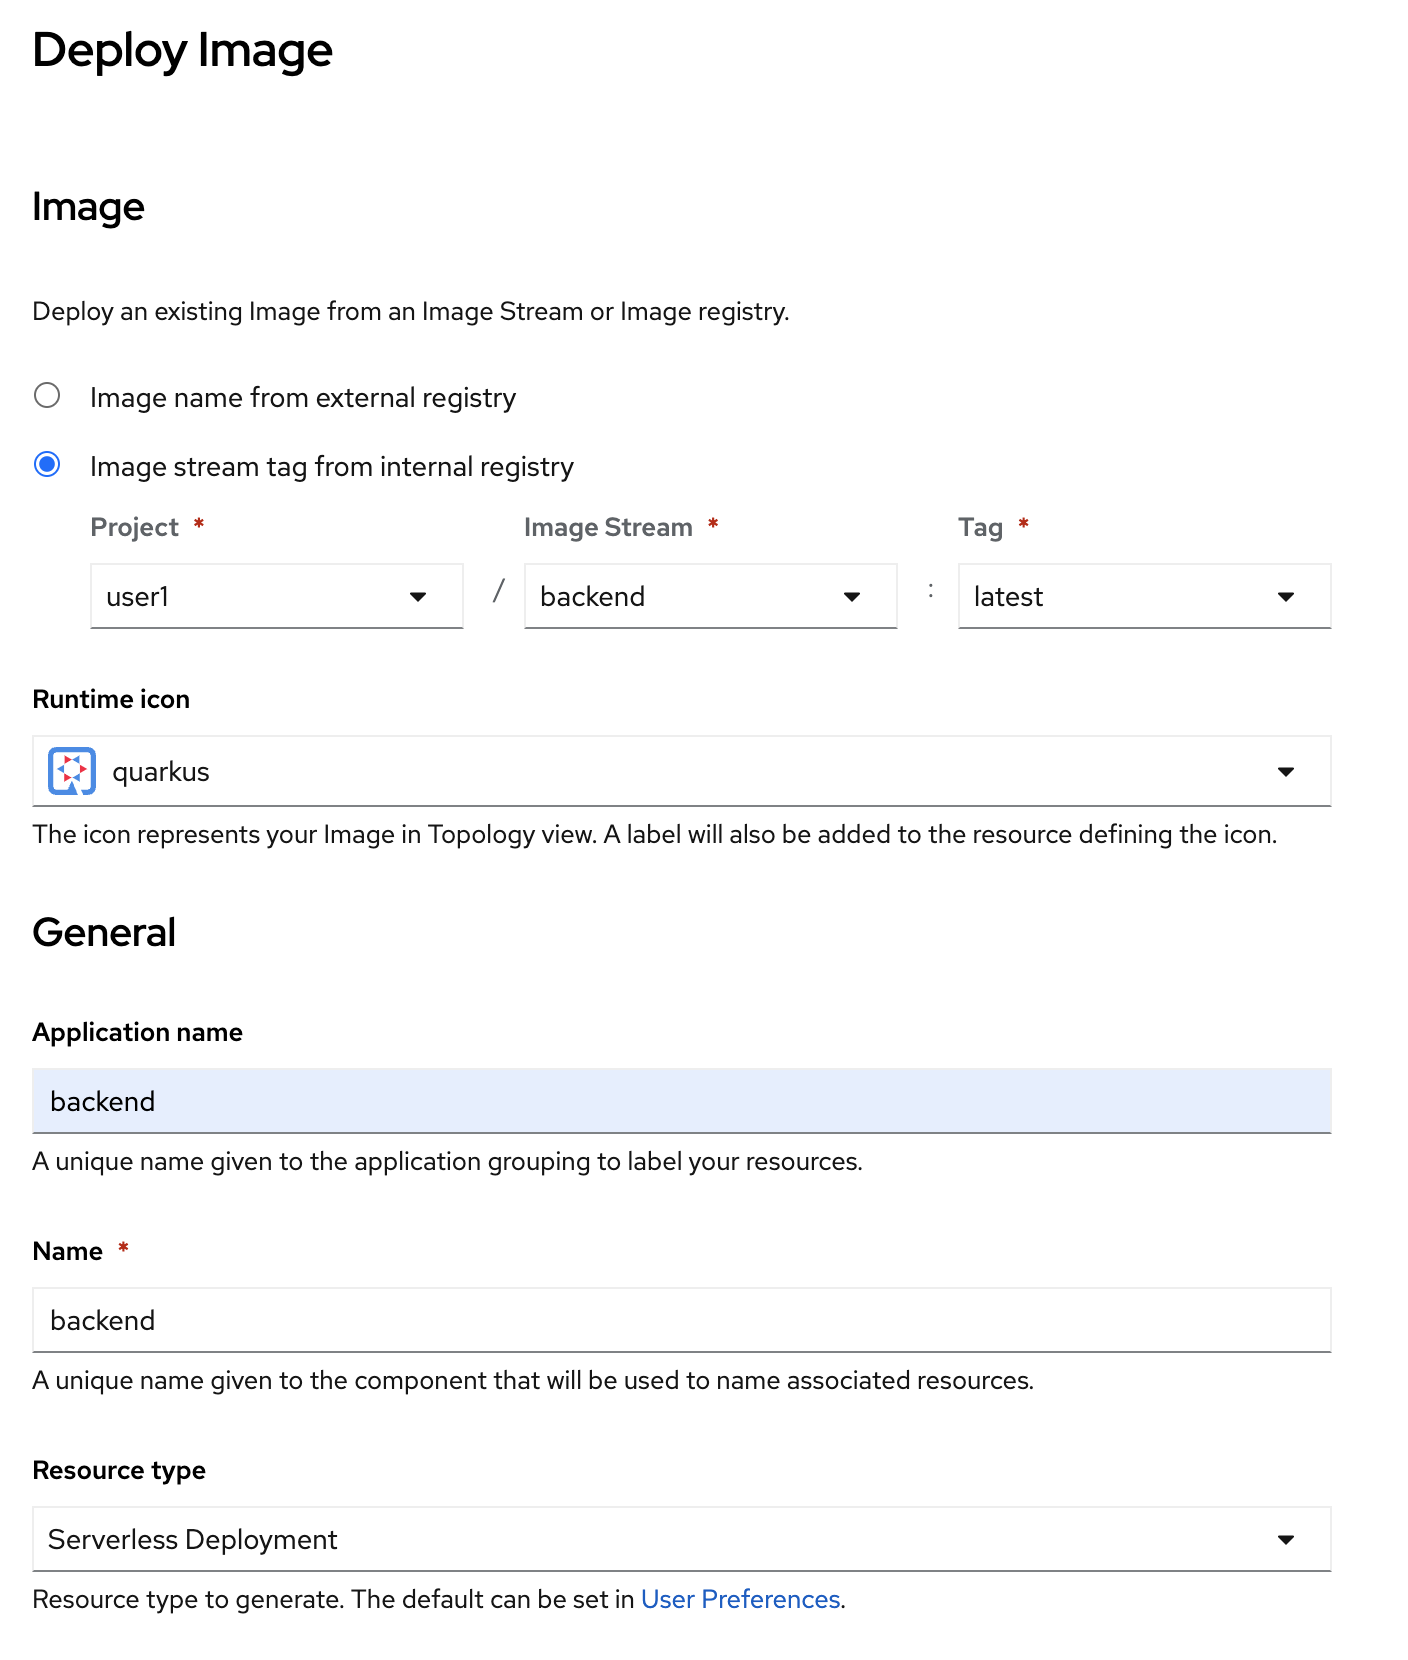 Deploy Image
Image
Deploy an existing Image from an Image Stream or Image registry.
Image name from external registry
Image stream tag from internal registry
Project * Image Stream * Tag *
user1 / backend : latest
Runtime icon
quarkus
The icon represents your Image in Topology view. A label will also be added to the resource defining the icon.
General
Application name
backend
A unique name given to the application grouping to label your resources.
Name *
backend
A unique name given to the component that will be used to name associated resources.
Resource type
Serverless Deployment
Resource type to generate. The default can be set in User Preferences.